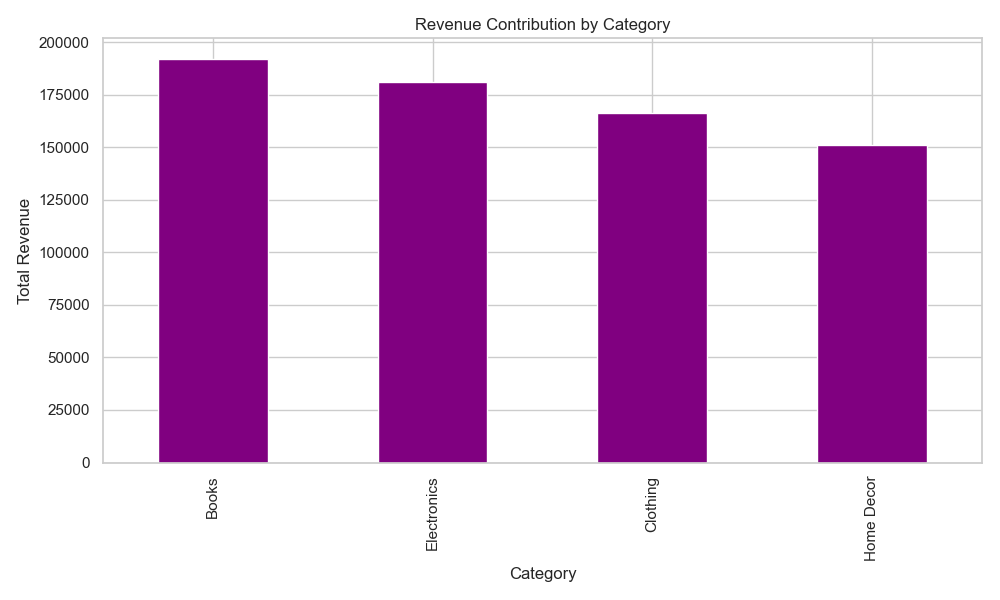 Revenue Contribution by Category
200000
175000
150000
125000
100000
75000
50000
25000
0
Total Revenue
Books
Electronics
Clothing
Home Decor
Category